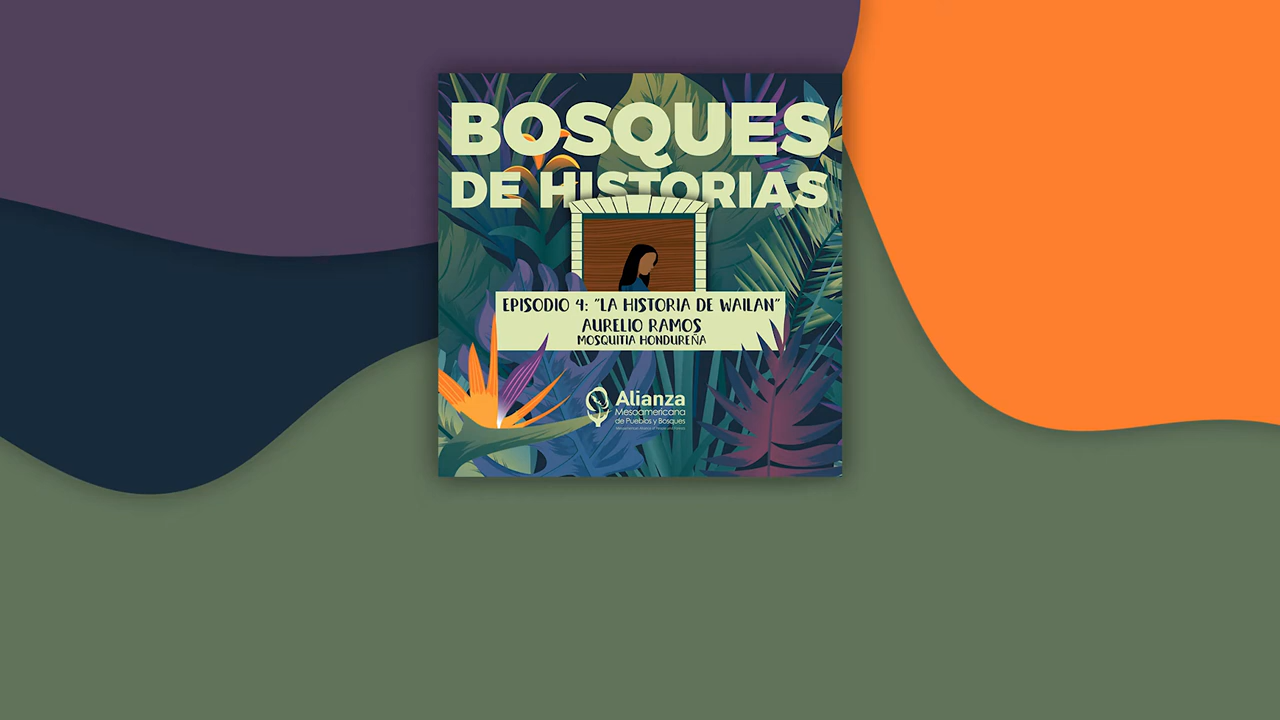 BOSQUES
DE HISTORIAS
EPISODIO 4: "LA HISTORIA DE WAILAN"
AURELIO RAMOS
MOSQUITIA HONDUREÑA
Alianza
Mesoamericana
de Pueblos y Bosques